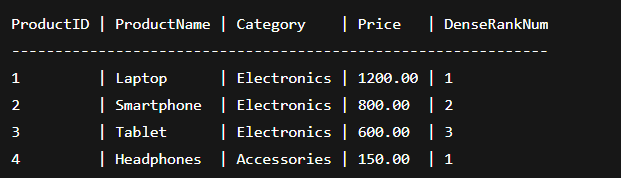 ProductID | ProductName | Category    | Price   | DenseRankNum
--------------------------------------------------------------
1         | Laptop      | Electronics | 1200.00 | 1
2         | Smartphone  | Electronics | 800.00  | 2
3         | Tablet      | Electronics | 600.00  | 3
4         | Headphones  | Accessories | 150.00  | 1